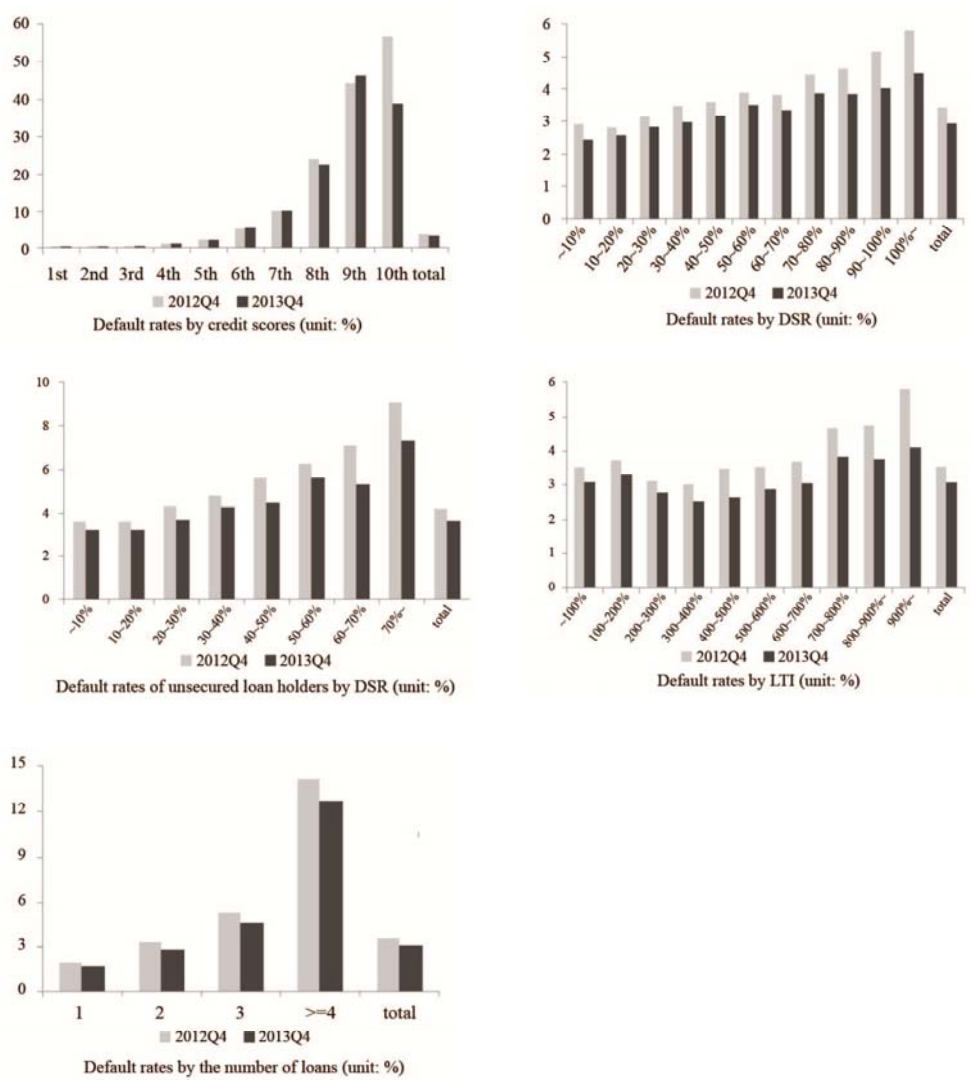 60
50
40
30
20
10
0
1st 2nd 3rd 4th 5th 6th 7th 8th 9th 10th total
2012Q4 2013Q4
Default rates by credit scores (unit: %)
6
5
4
3
2
1
0
~10% 10~20% 20~30% 30~40% 40~50% 50~60% 60~70% 70~80% 80~90% 90~100% 100%~ total
2012Q4 2013Q4
Default rates by DSR (unit: %)
10
8
6
4
2
0
~10% 10~20% 20~30% 30~40% 40~50% 50~60% 60~70% 70%~ total
2012Q4 2013Q4
Default rates of unsecured loan holders by DSR (unit: %)
6
5
4
3
2
1
0
~100% 100~200% 200~300% 300~400% 400~500% 500~600% 600~700% 700~800% 800~900%~ 900%~ total
2012Q4 2013Q4
Default rates by LTI (unit: %)
15
12
9
6
3
0
1 2 3 >=4 total
2012Q4 2013Q4
Default rates by the number of loans (unit: %)